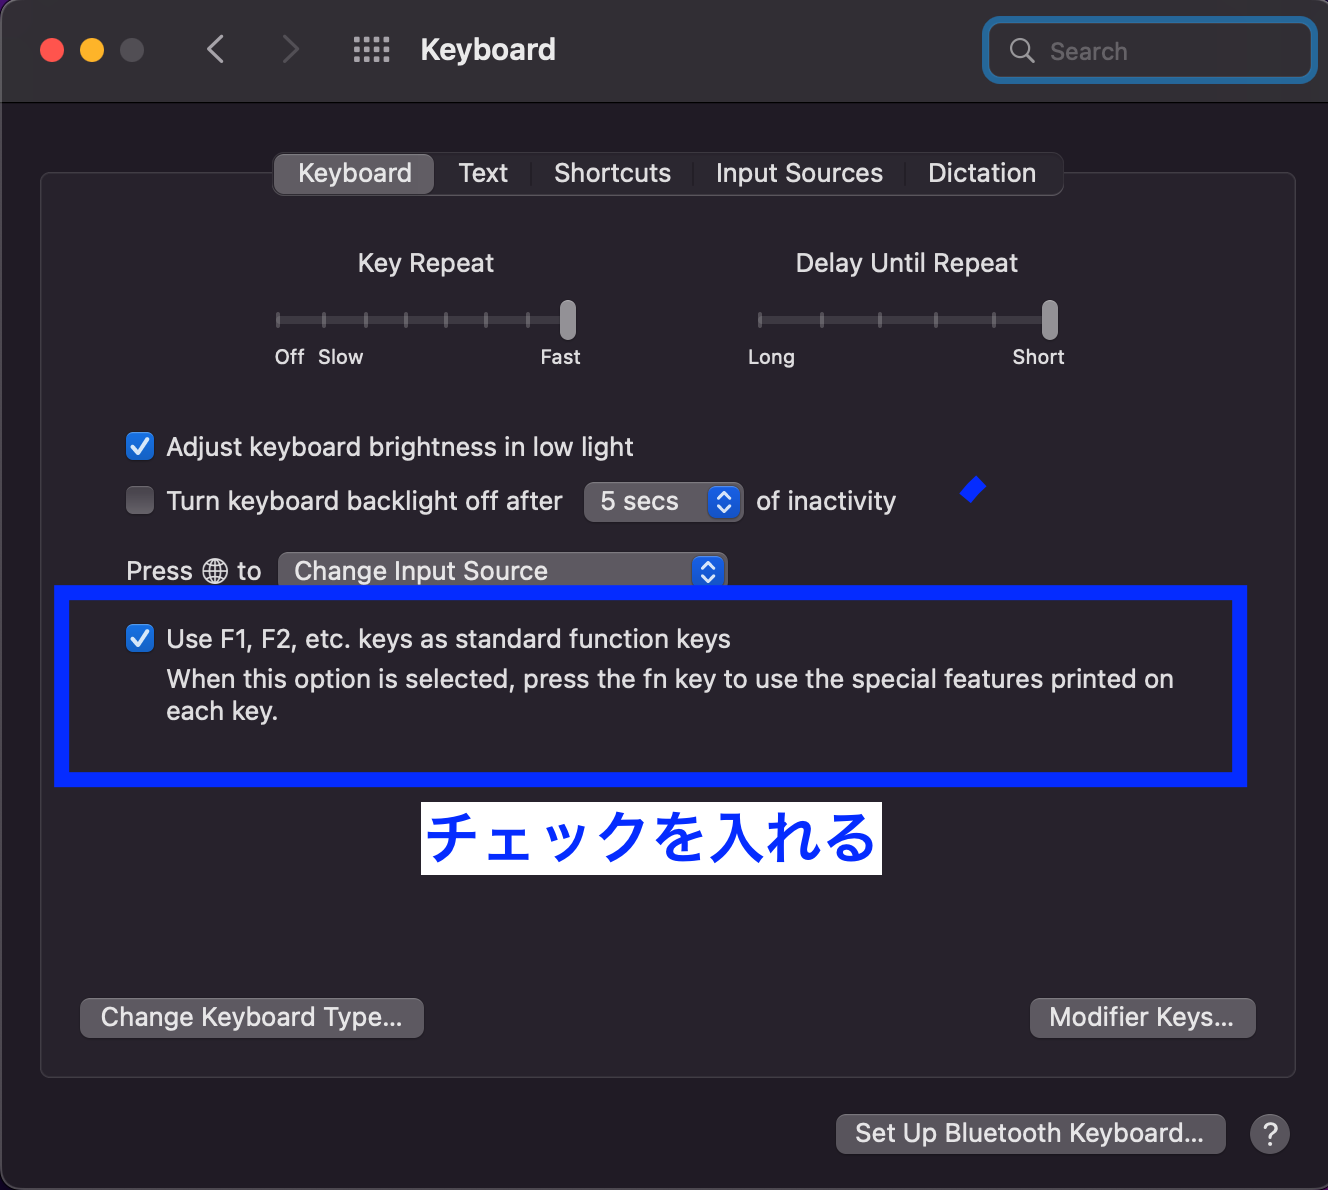 Keyboard
Search
Keyboard Text Shortcuts Input Sources Dictation
Key Repeat Delay Until Repeat
Off Slow Fast Long Short
Adjust keyboard brightness in low light
Turn keyboard backlight off after 5 secs of inactivity
Press to Change Input Source
Use F1, F2, etc. keys as standard function keys
When this option is selected, press the fn key to use the special features printed on
each key.
チェックを入れる
Change Keyboard Type... Modifier Keys...
Set Up Bluetooth Keyboard... ?